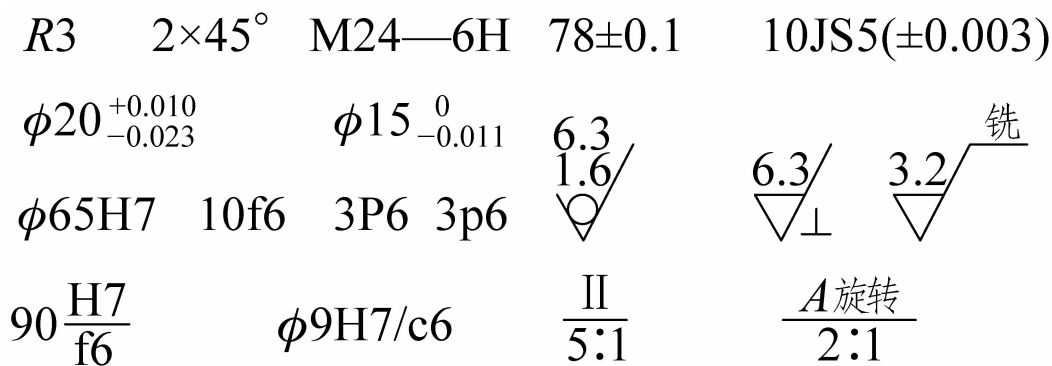 R3 2×45° M24—6H 78±0.1 10JS5(±0.003)
ϕ20 +0.010 −0.023 ϕ15 0 −0.011
6.3
1.6
6.3 ⊥
3.2 铣
ϕ65H7 10f6 3P6 3p6
90 H7/f6 ϕ9H7/c6 Ⅱ/5∶1 A旋转/2∶1